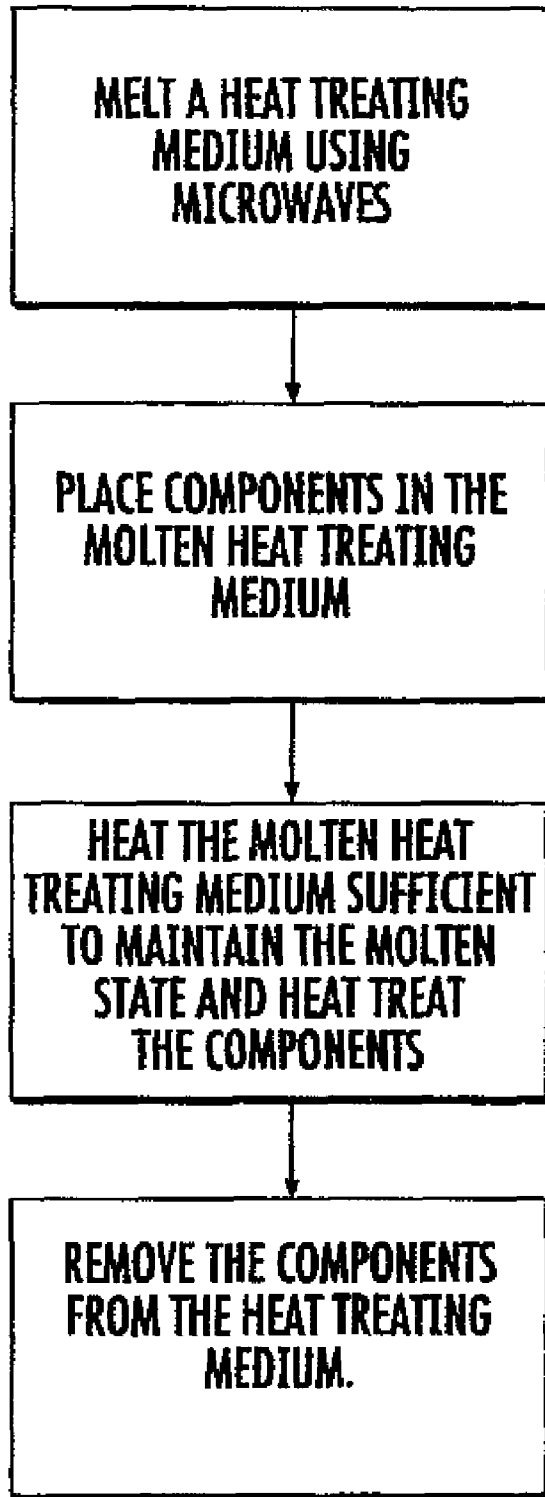 MELT A HEAT TREATING
MEDIUM USING
MICROWAVES
PLACE COMPONENTS IN THE
MOLTEN HEAT TREATING
MEDIUM
HEAT THE MOLTEN HEAT
TREATING MEDIUM SUFFICIENT
TO MAINTAIN THE MOLTEN
STATE AND HEAT TREAT
THE COMPONENTS
REMOVE THE COMPONENTS
FROM THE HEAT TREATING
MEDIUM.